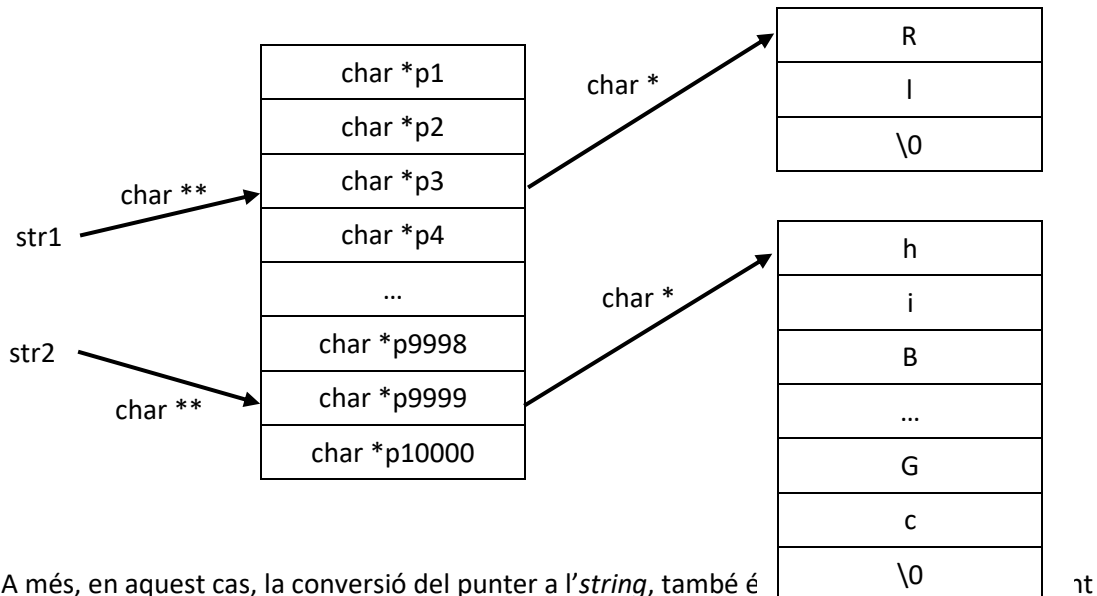 char *p1
char *p2
char *p3
char *p4
...
char *p9998
char *p9999
char *p10000
char **
str1
str2
char **
char *
char *
R
l
\0
h
i
B
...
G
c
\0
A més, en aquest cas, la conversió del punter a l'string, també